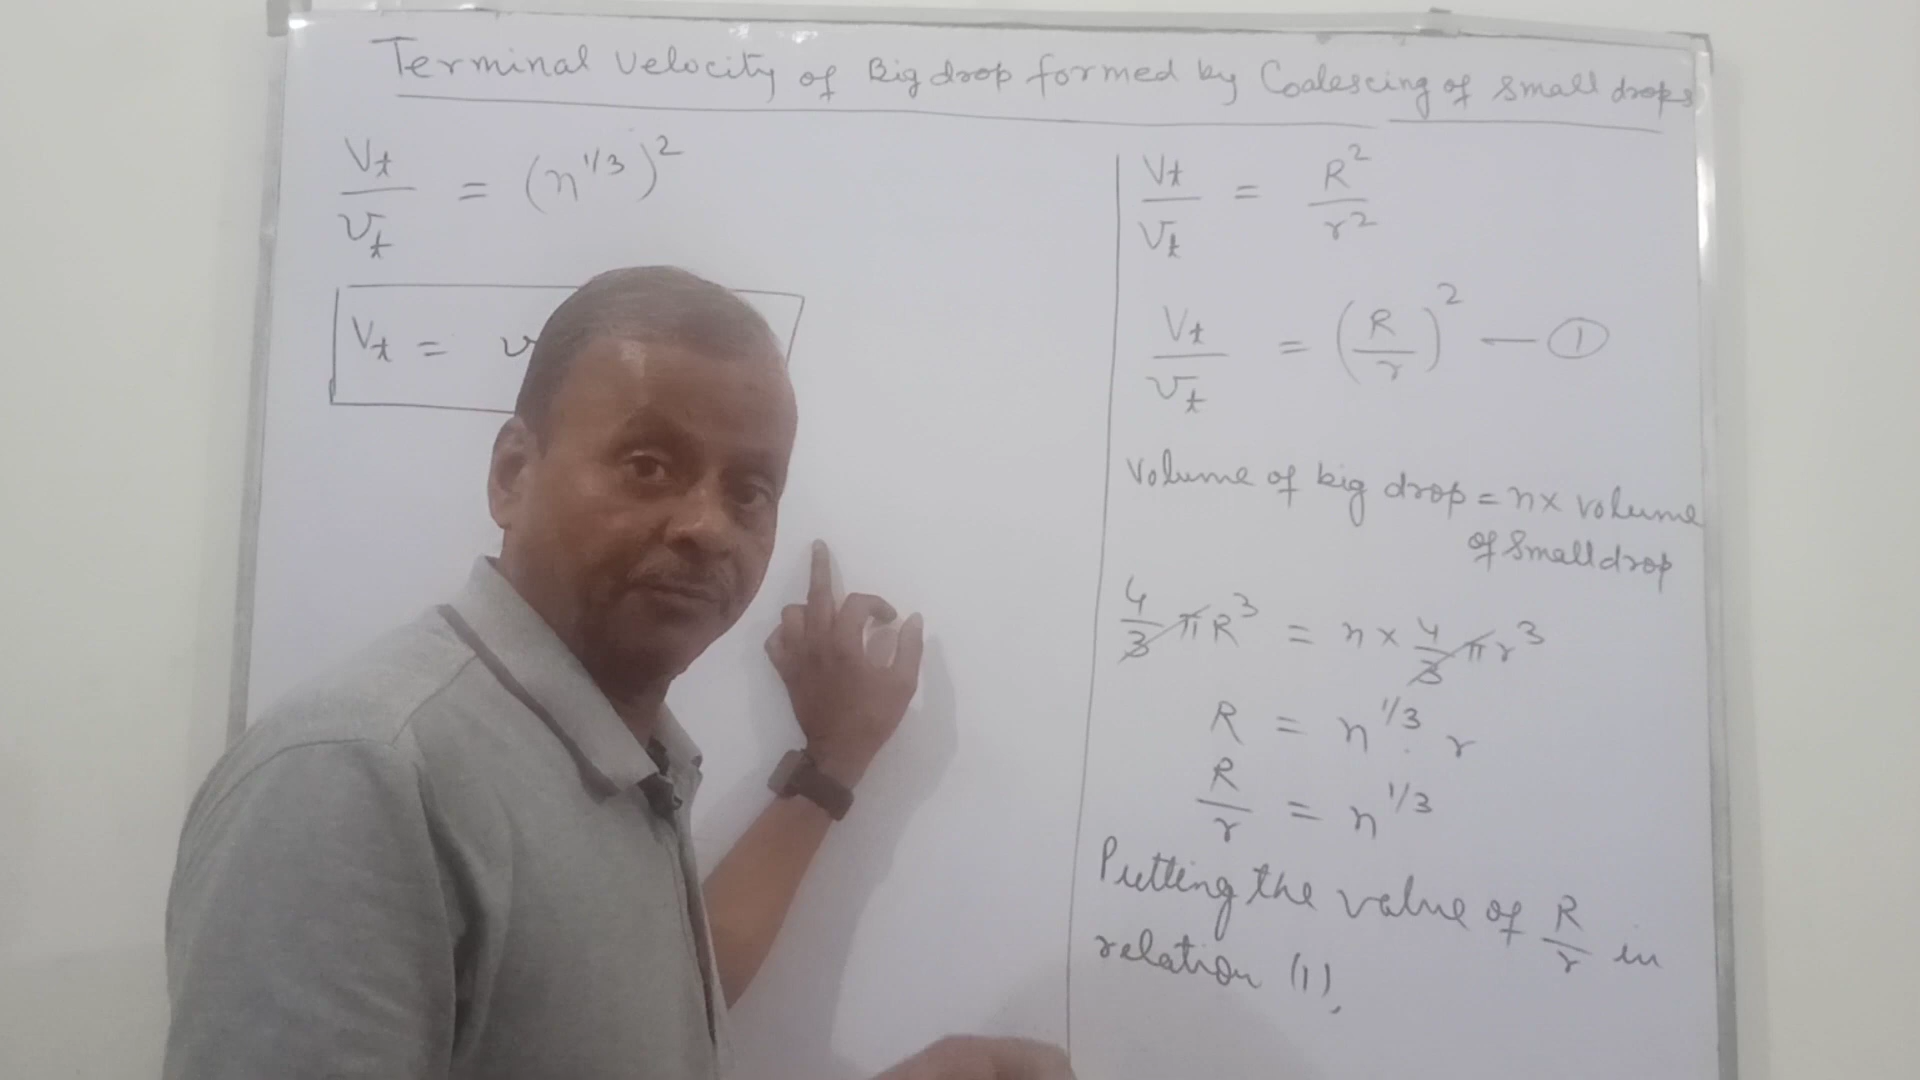 Terminal velocity of Big drop formed by Coalescing of Small drops
Vt/vt = (n^1/3)^2
Vt = v
Vt/vt = R^2/r^2
Vt/vt = (R/r)^2 — ①
Volume of big drop = n × volume
of Small drop
4/3 πR^3 = n × 4/3 πr^3
R = n^1/3 r
R/r = n^1/3
Putting the value of R/r in
relation (1),